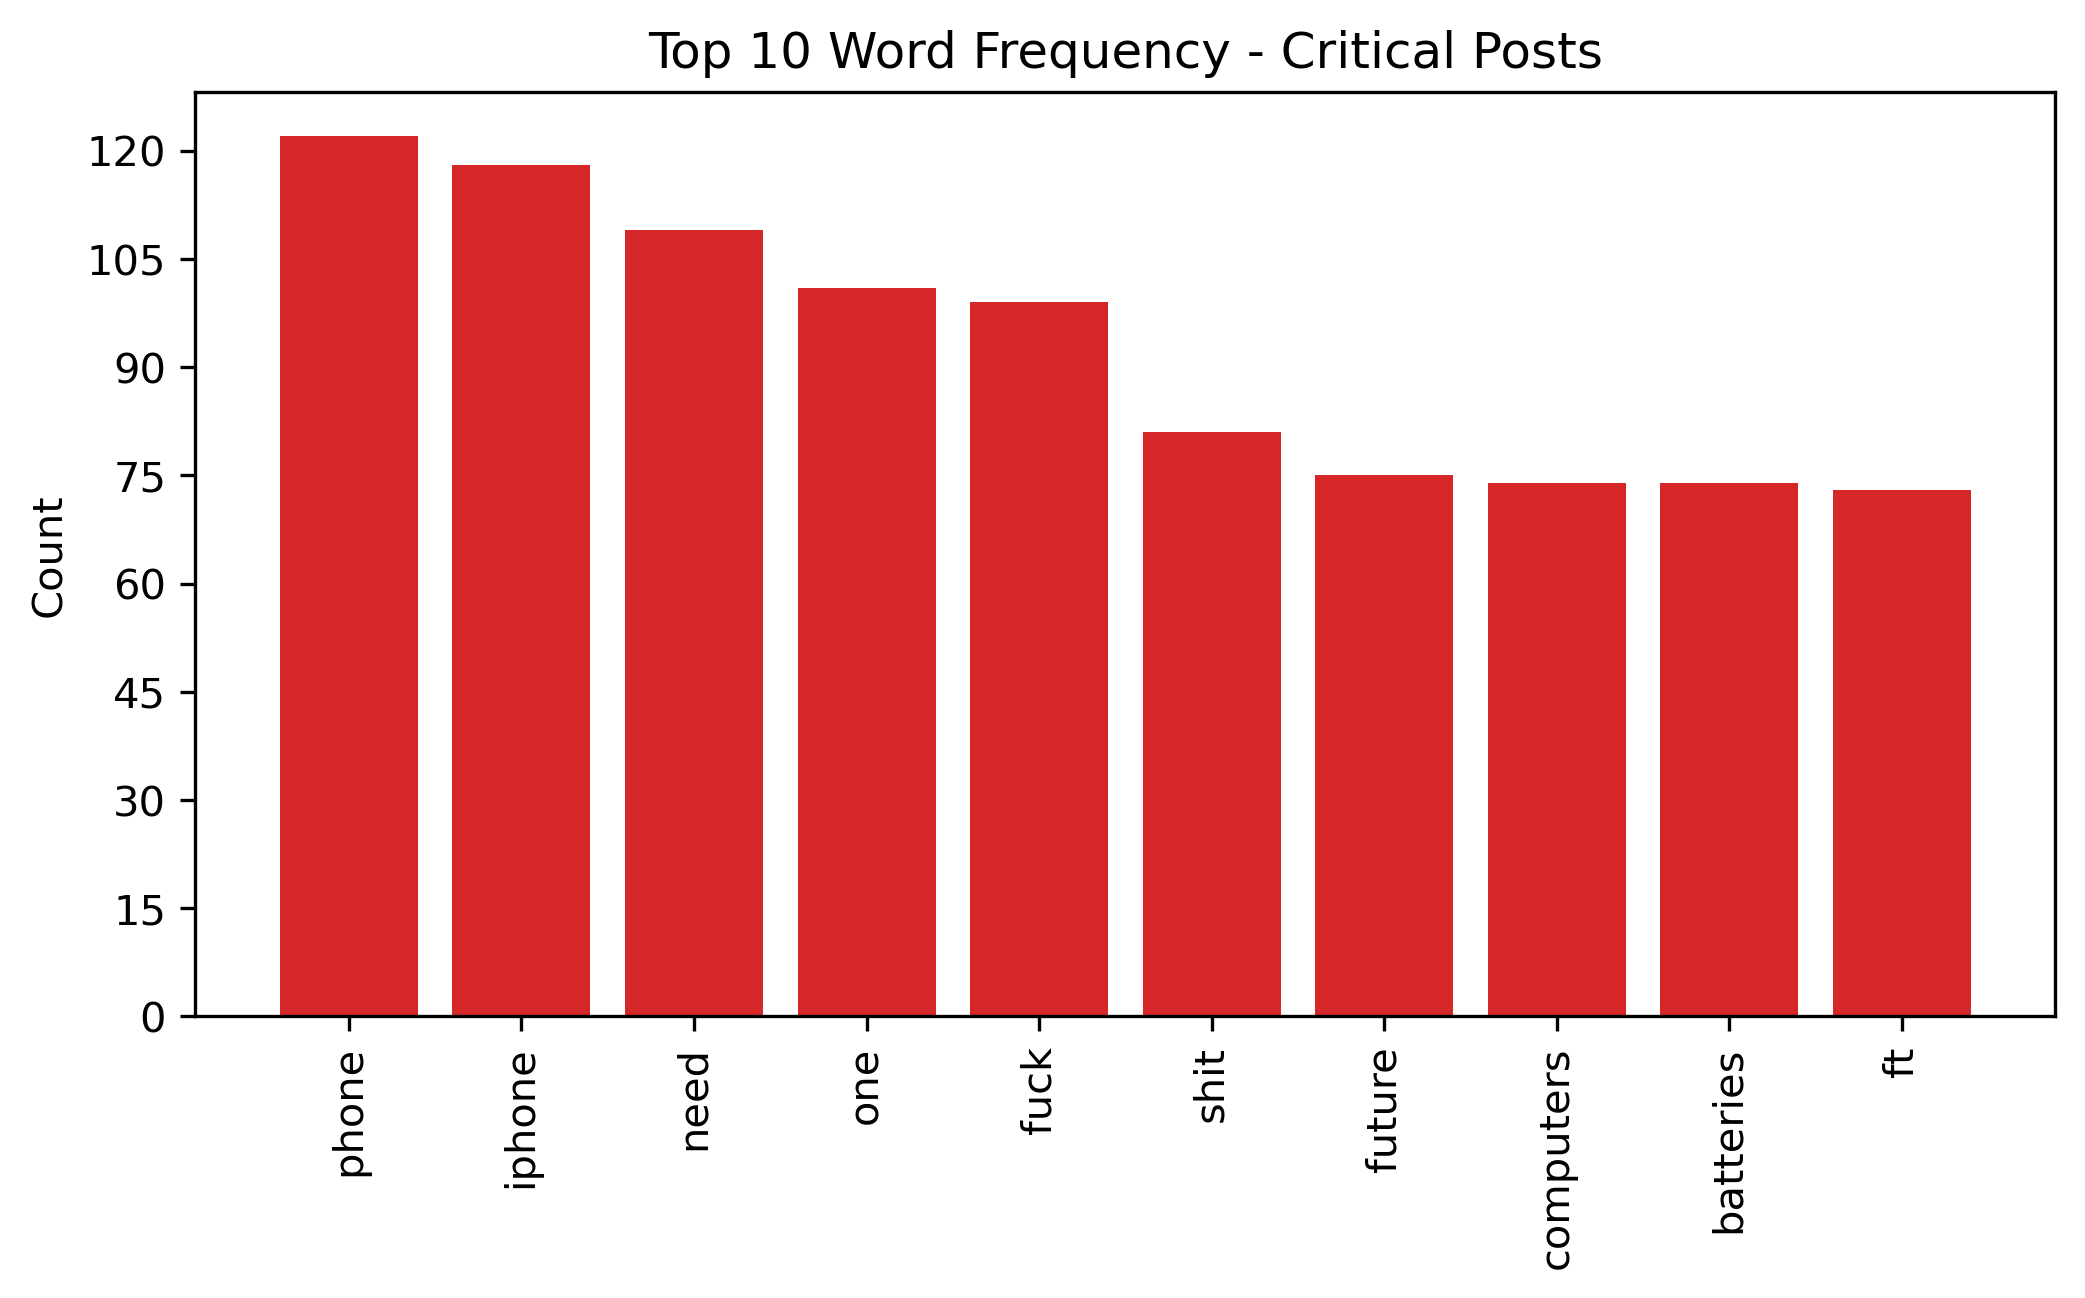 Top 10 Word Frequency - Critical Posts
Count
120
105
90
75
60
45
30
15
0
phone
iphone
need
one
fuck
shit
future
computers
batteries
ft